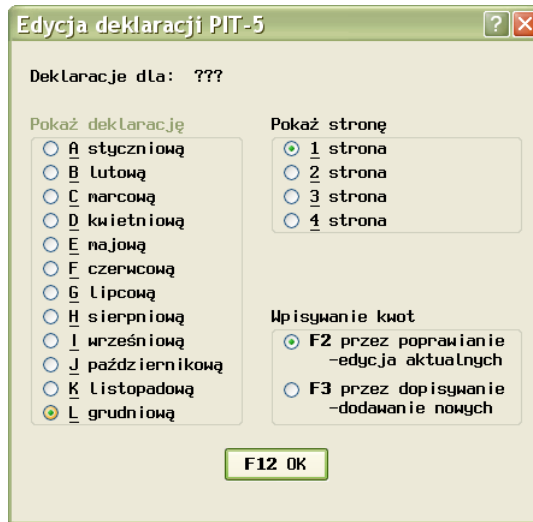 Edycja deklaracji PIT-5
Deklaracje dla: ???
Pokaż deklarację
A styczniową
B lutową
C marcową
D kwietniową
E majową
F czerwcową
G lipcową
H sierpniową
I wrześniową
J październikową
K listopadową
L grudniową
Pokaż stronę
1 strona
2 strona
3 strona
4 strona
Wpisywanie kwot
F2 przez poprawianie
-edycja aktualnych
F3 przez dopisywanie
-dodawanie nowych
F12 OK